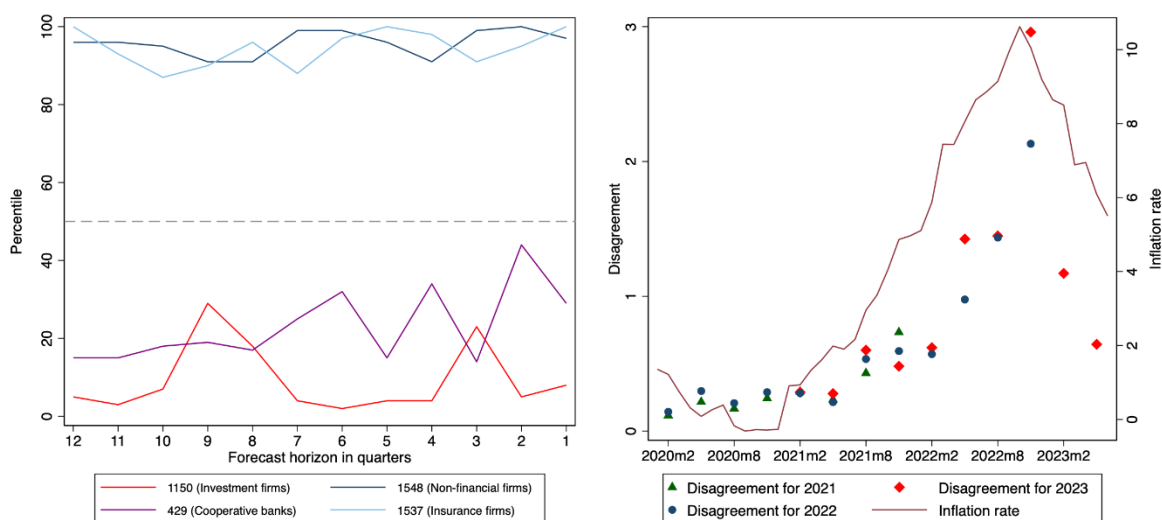 100
80
60
40
20
0
Percentile
12 11 10 9 8 7 6 5 4 3 2 1
Forecast horizon in quarters
1150 (Investment firms) 1548 (Non-financial firms)
429 (Cooperative banks) 1537 (Insurance firms)
3
2
1
0
Disagreement
10
8
6
4
2
0
Inflation rate
2020m2 2020m8 2021m2 2021m8 2022m2 2022m8 2023m2
Disagreement for 2021 Disagreement for 2023
Disagreement for 2022 Inflation rate